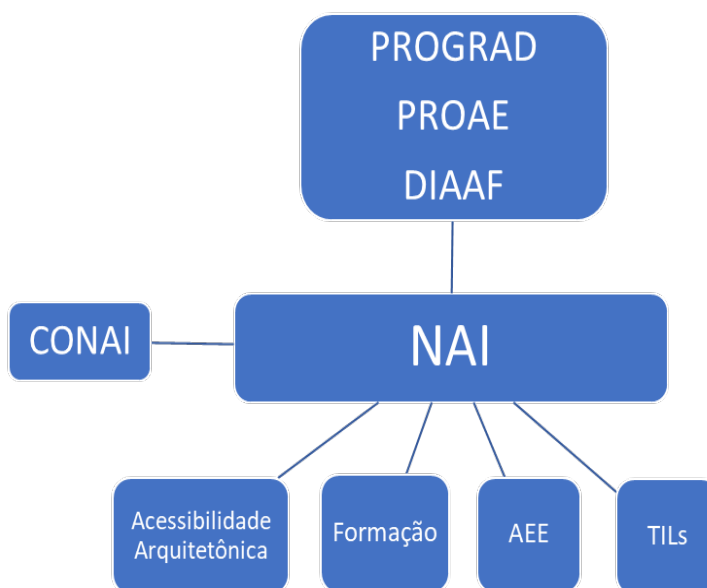 PROGRAD
PROAE
DIAAF
CONAI
NAI
Acessibilidade
Arquitetônica
Formação
AEE
TILs